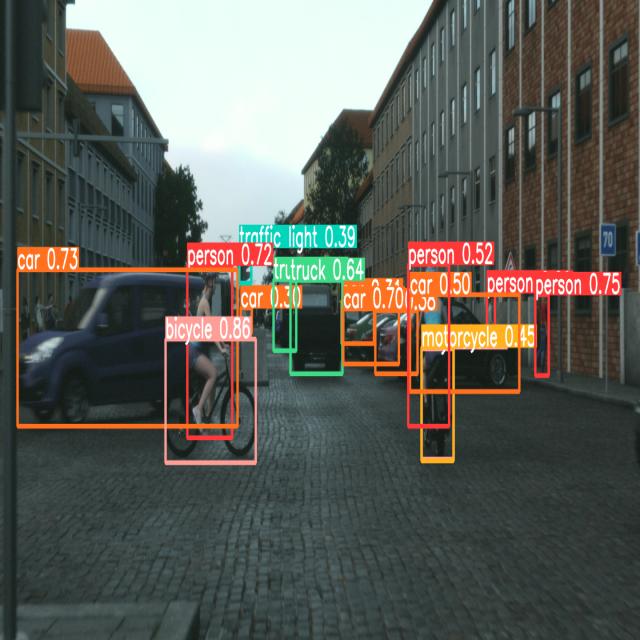 traffic light 0.39
person 0.72
person 0.52
70
car 0.73
truck 0.64
car 0.50
person
person 0.75
car 0.30
car 0.70
bicycle 0.86
motorcycle 0.45